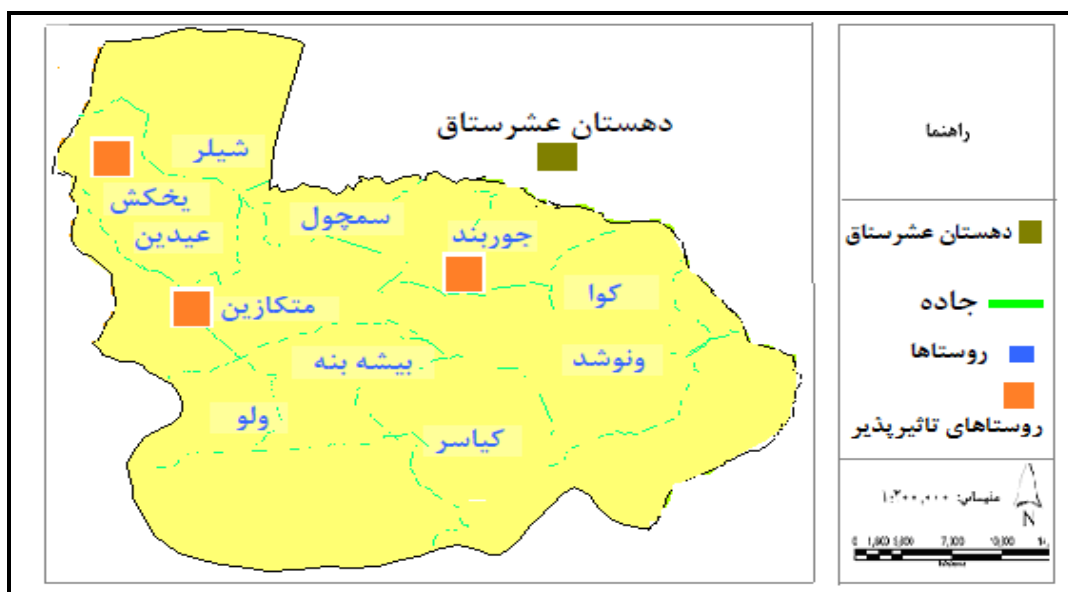 دهستان عشرستاق
شیلر
یخکش
عیدین
سمچول
جوربند
کوا
متکازین
بیشه بنه
ونوشد
ولو
کیاسر
راهنما
دهستان عشرستاق
جاده
روستاها
روستاهای تاثیرپذیر
۱:۲۰۰,۰۰۰
N
0